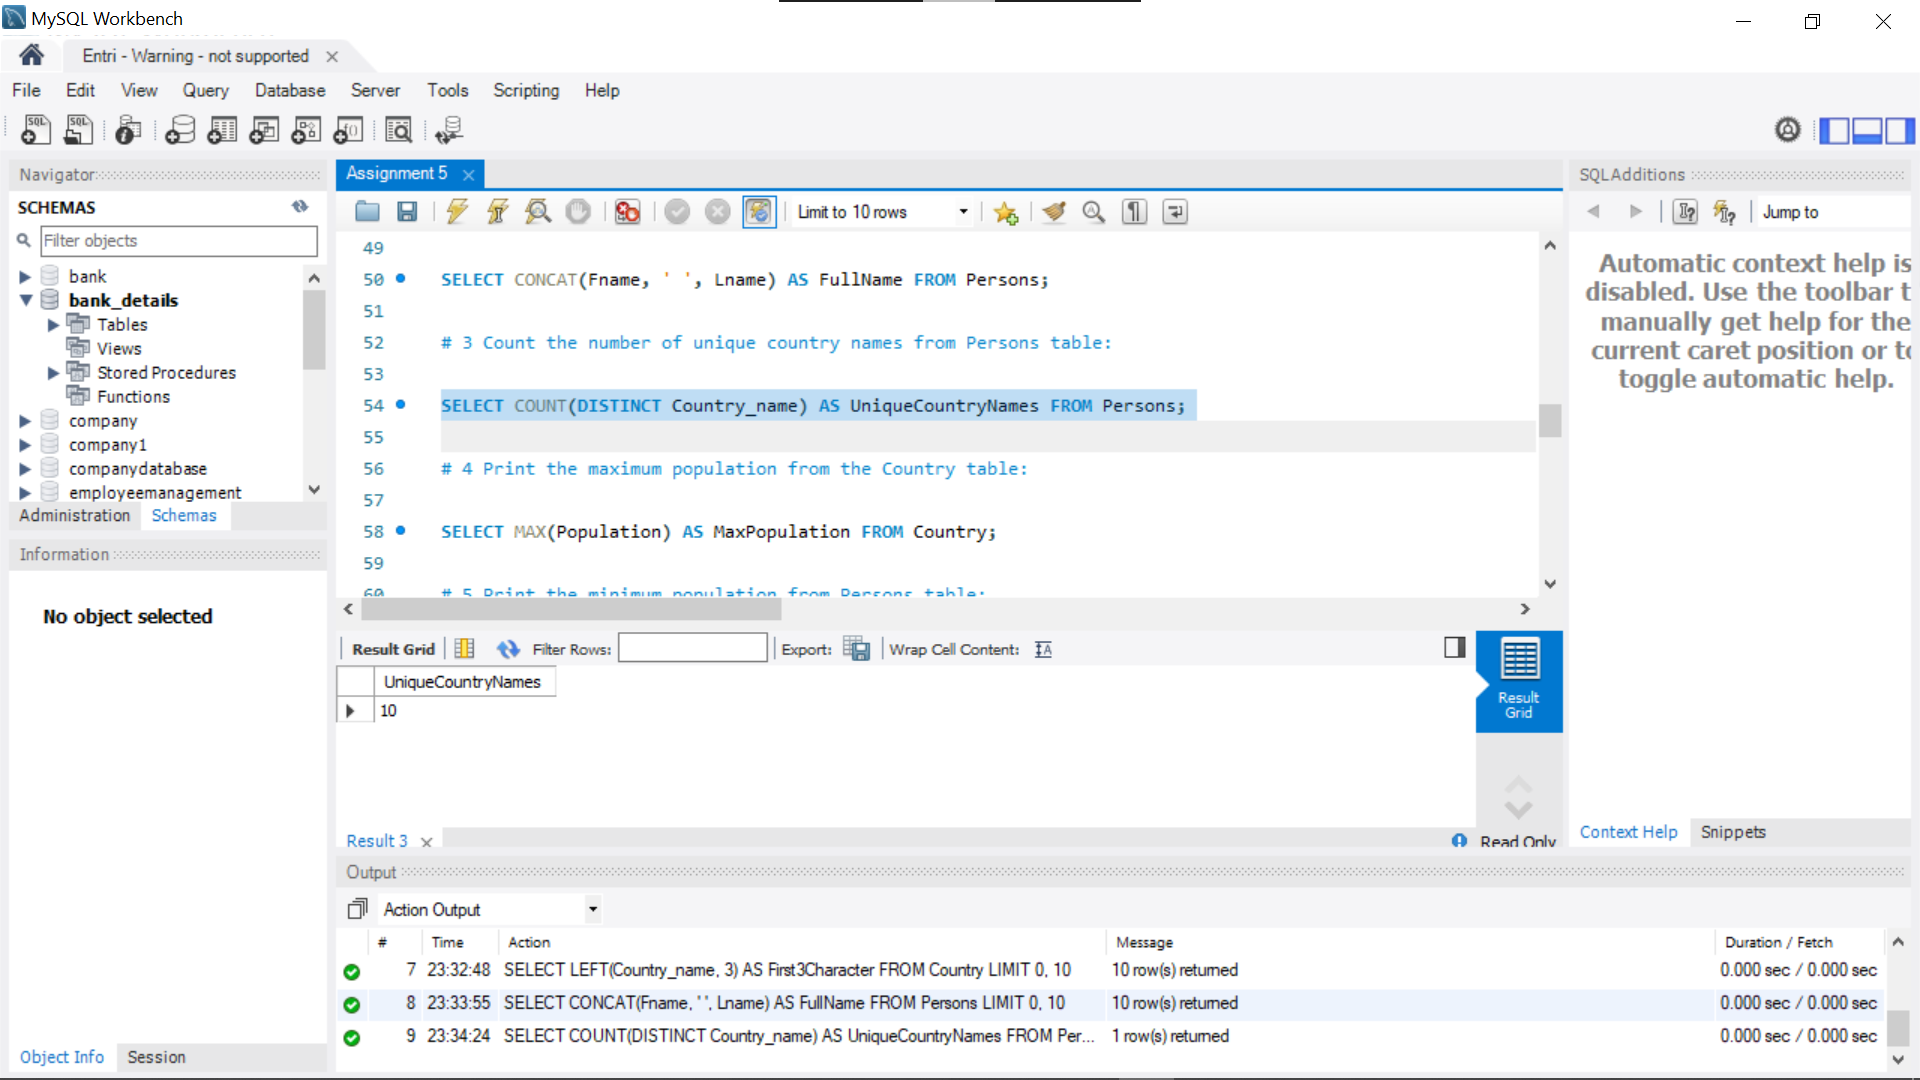 MySQL Workbench
Entri - Warning - not supported
File Edit View Query Database Server Tools Scripting Help
Navigator
SCHEMAS
Filter objects
bank
bank_details
Tables
Views
Stored Procedures
Functions
company
company1
companydatabase
employeemanagement
Administration Schemas
Information
No object selected
Object Info Session
Assignment 5
Limit to 10 rows
49
50 SELECT CONCAT(Fname, ' ', Lname) AS FullName FROM Persons;
51
52 # 3 Count the number of unique country names from Persons table:
53
54 SELECT COUNT(DISTINCT Country_name) AS UniqueCountryNames FROM Persons;
55
56 # 4 Print the maximum population from the Country table:
57
58 SELECT MAX(Population) AS MaxPopulation FROM Country;
59
60 # 5 Print the minimum population from Persons table:
Result Grid Filter Rows: Export: Wrap Cell Content:
UniqueCountryNames
10
Result Grid
Result 3
Read Only
Output
Action Output
# Time Action Message Duration / Fetch
7 23:32:48 SELECT LEFT(Country_name, 3) AS First3Character FROM Country LIMIT 0, 10 10 row(s) returned 0.000 sec / 0.000 sec
8 23:33:55 SELECT CONCAT(Fname, ' ', Lname) AS FullName FROM Persons LIMIT 0, 10 10 row(s) returned 0.000 sec / 0.000 sec
9 23:34:24 SELECT COUNT(DISTINCT Country_name) AS UniqueCountryNames FROM Per... 1 row(s) returned 0.000 sec / 0.000 sec
SQLAdditions
Jump to
Automatic context help is
disabled. Use the toolbar t
manually get help for the
current caret position or to
toggle automatic help.
Context Help Snippets